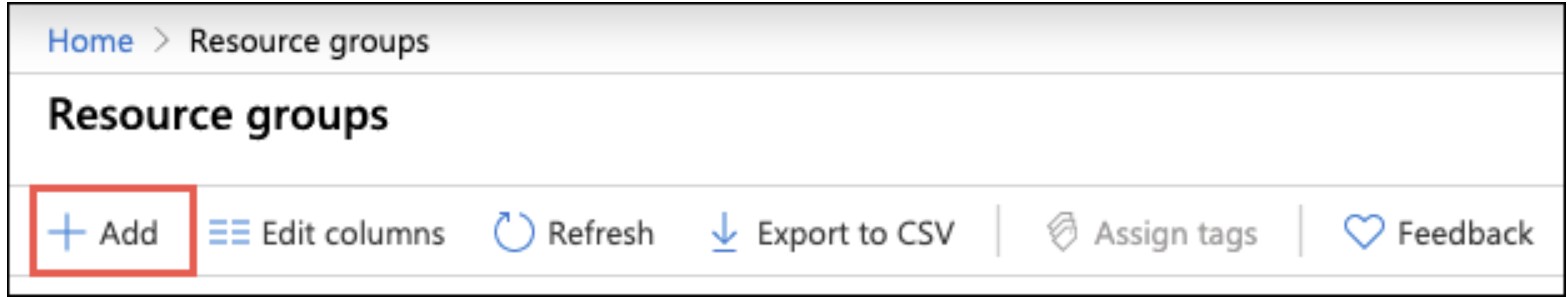 Home > Resource groups
Resource groups
Add Edit columns Refresh Export to CSV Assign tags Feedback